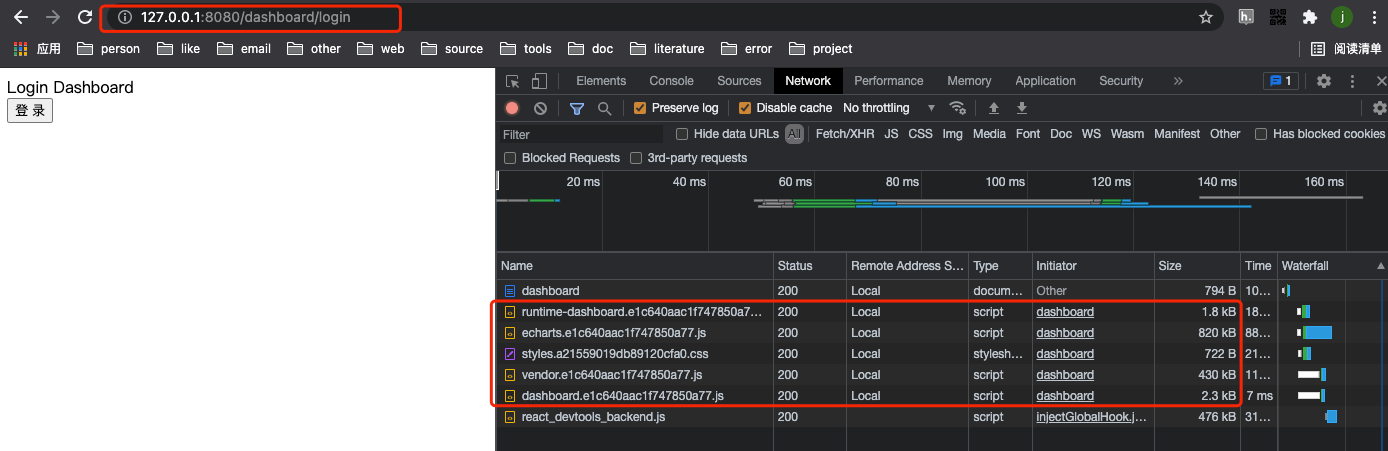 127.0.0.1:8080/dashboard/login
h.
j
应用 person like email other web source tools doc literature error project 阅读清单
Login Dashboard
登 录
Elements Console Sources Network Performance Memory Application Security » 1
Preserve log Disable cache No throttling
Filter Hide data URLs All Fetch/XHR JS CSS Img Media Font Doc WS Wasm Manifest Other Has blocked cookies
Blocked Requests 3rd-party requests
20 ms 40 ms 60 ms 80 ms 100 ms 120 ms 140 ms 160 ms
Name Status Remote Address S... Type Initiator Size Time Waterfall
dashboard 200 Local docum... Other 794 B 10...
runtime-dashboard.e1c640aac1f747850a7... 200 Local script dashboard 1.8 kB 18...
echarts.e1c640aac1f747850a77.js 200 Local script dashboard 820 kB 88...
styles.a21559019db89120cfa0.css 200 Local stylesh... dashboard 722 B 21...
vendor.e1c640aac1f747850a77.js 200 Local script dashboard 430 kB 11...
dashboard.e1c640aac1f747850a77.js 200 Local script dashboard 2.3 kB 7 ms
react_devtools_backend.js 200 script injectGlobalHook.j... 476 kB 31...